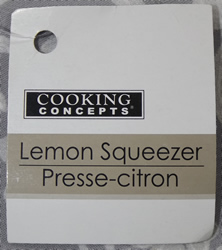 COOKING
CONCEPTS®
Lemon Squeezer
Presse-citron